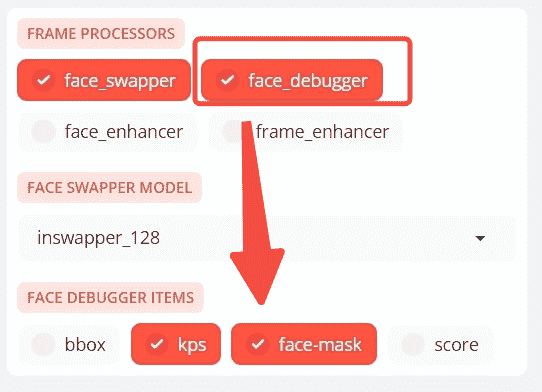 FRAME PROCESSORS
face_swapper face_debugger
face_enhancer frame_enhancer
FACE SWAPPER MODEL
inswapper_128
FACE DEBUGGER ITEMS
bbox kps face-mask score